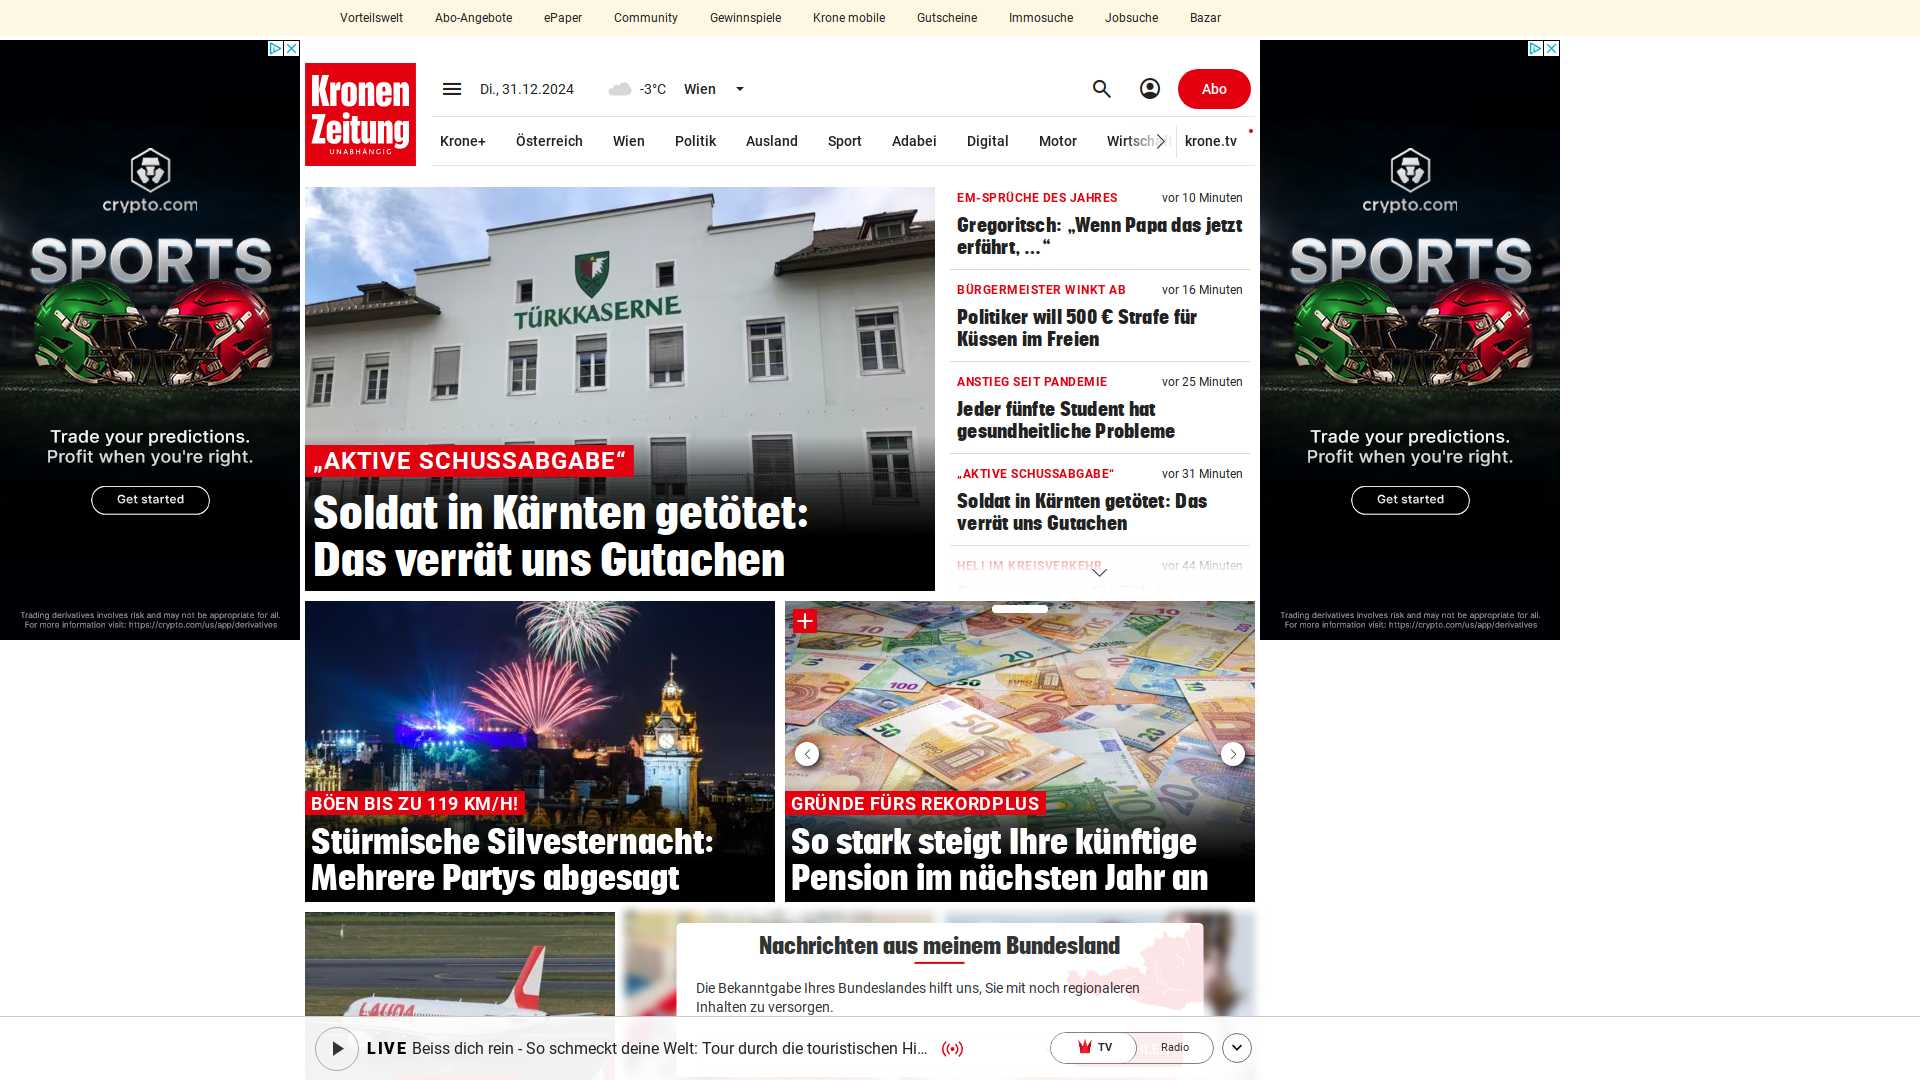 Vorteilswelt Abo-Angebote ePaper Community Gewinnspiele Krone mobile Gutscheine Immosuche Jobsuche Bazar
Kronen
Zeitung
UNABHÄNGIG
Di., 31.12.2024 -3°C Wien
Abo
Krone+ Österreich Wien Politik Ausland Sport Adabei Digital Motor Wirtschaft krone.tv
crypto.com
SPORTS
Trade your predictions.
Profit when you're right.
Get started
Trading derivatives involves risk and may not be appropriate for all.
For more information visit: https://crypto.com/us/app/derivatives
TÜRKKASERNE
„AKTIVE SCHUSSABGABE“
Soldat in Kärnten getötet:
Das verrät uns Gutachten
EM-SPRÜCHE DES JAHRES vor 10 Minuten
Gregoritsch: „Wenn Papa das jetzt
erfährt, ...“
BÜRGERMEISTER WINKT AB vor 16 Minuten
Politiker will 500 € Strafe für
Küssen im Freien
ANSTIEG SEIT PANDEMIE vor 25 Minuten
Jeder fünfte Student hat
gesundheitliche Probleme
„AKTIVE SCHUSSABGABE“ vor 31 Minuten
Soldat in Kärnten getötet: Das
verrät uns Gutachten
HELI IM KREISVERKEHR vor 44 Minuten
crypto.com
SPORTS
Trade your predictions.
Profit when you're right.
Get started
Trading derivatives involves risk and may not be appropriate for all.
For more information visit: https://crypto.com/us/app/derivatives
BÖEN BIS ZU 119 KM/H!
Stürmische Silvesternacht:
Mehrere Partys abgesagt
GRÜNDE FÜRS REKORDPLUS
So stark steigt Ihre künftige
Pension im nächsten Jahr an
LAUDA
Nachrichten aus meinem Bundesland
Die Bekanntgabe Ihres Bundeslandes hilft uns, Sie mit noch regionaleren
Inhalten zu versorgen.
LIVE Beiss dich rein - So schmeckt deine Welt: Tour durch die touristischen Hi...
TV Radio